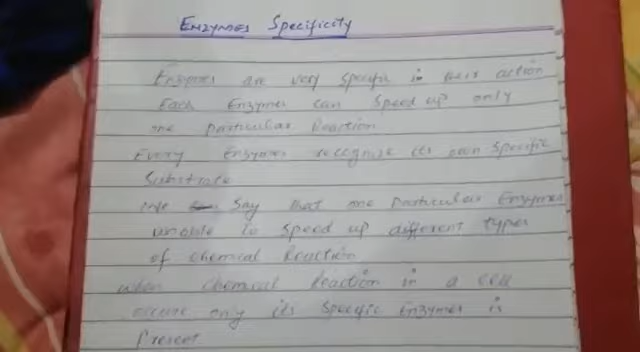 Enzymes Specificity
Enzymes are very specific in their action
Each Enzymes can speed up only
one particular Reaction
Every Enzymes recognize its own specific
Substrate
We say that one particular Enzymes
unable to speed up different types
of chemical Reaction
when chemical Reaction in a cell
occure only its specific Enzymes is
Present